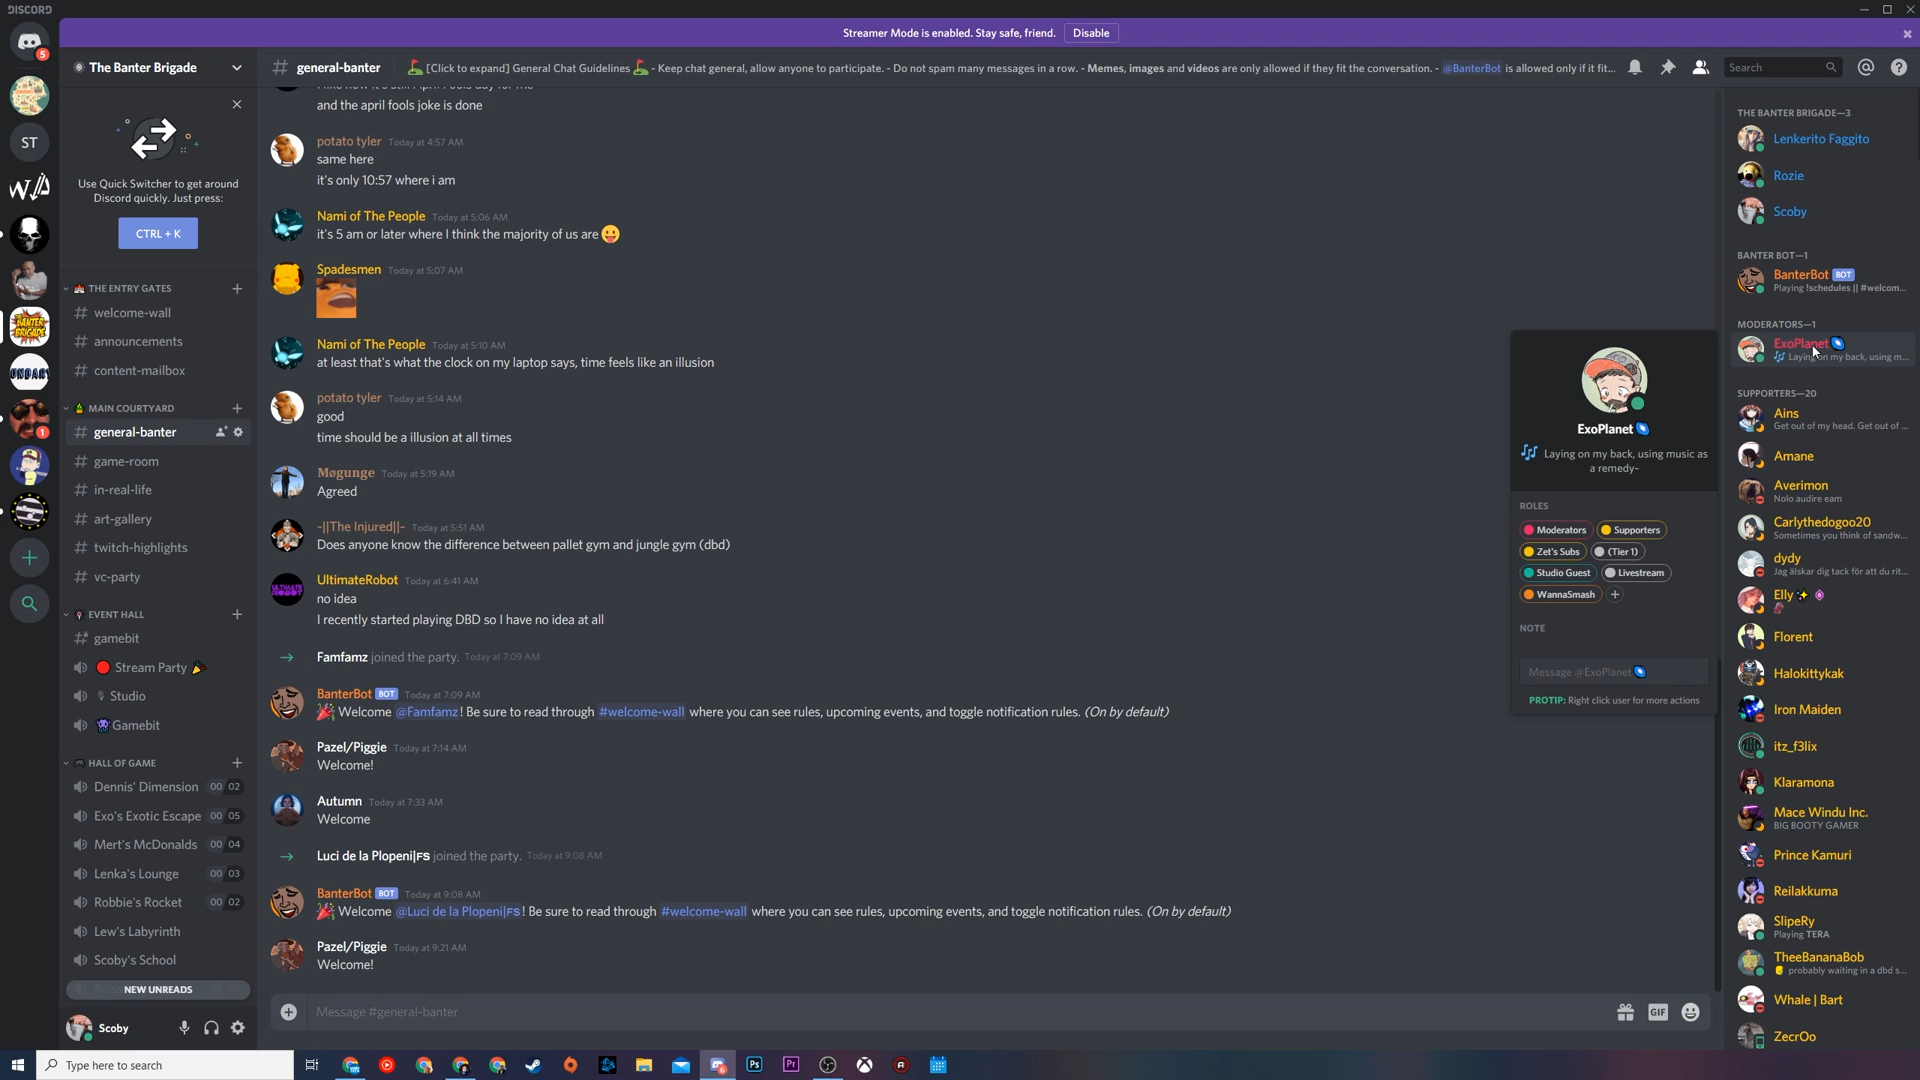 DISCORD
Streamer Mode is enabled. Stay safe, friend.
Disable
5
ST
BANTER BRIGADE
1
The Banter Brigade
Use Quick Switcher to get around
Discord quickly. Just press:
CTRL + K
THE ENTRY GATES
welcome-wall
announcements
content-mailbox
MAIN COURTYARD
general-banter
game-room
in-real-life
art-gallery
twitch-highlights
vc-party
EVENT HALL
gamebit
Stream Party
Studio
Gamebit
HALL OF GAME
Dennis' Dimension 00 02
Exo's Exotic Escape 00 05
Mert's McDonalds 00 04
Lenka's Lounge 00 03
Robbie's Rocket 00 02
Lew's Labyrinth
Scoby's School
NEW UNREADS
Scoby
# general-banter
[Click to expand] General Chat Guidelines - Keep chat general, allow anyone to participate. - Do not spam many messages in a row. - Memes, images and videos are only allowed if they fit the conversation. - @BanterBot is allowed only if it fit...
Search
and the april fools joke is done
potato tyler Today at 4:57 AM
same here
it's only 10:57 where i am
Nami of The People Today at 5:06 AM
it's 5 am or later where I think the majority of us are
Spadesmen Today at 5:07 AM
Nami of The People Today at 5:10 AM
at least that's what the clock on my laptop says, time feels like an illusion
potato tyler Today at 5:14 AM
good
time should be a illusion at all times
Møgunge Today at 5:19 AM
Agreed
-||The Injured||- Today at 5:51 AM
Does anyone know the difference between pallet gym and jungle gym (dbd)
UltimateRobot Today at 6:41 AM
no idea
I recently started playing DBD so I have no idea at all
Famfamz joined the party. Today at 7:09 AM
BanterBot BOT Today at 7:09 AM
Welcome @Famfamz! Be sure to read through #welcome-wall where you can see rules, upcoming events, and toggle notification rules. (On by default)
Pazel/Piggie Today at 7:14 AM
Welcome!
Autumn Today at 7:33 AM
Welcome
Luci de la Plopeni|FS joined the party. Today at 9:08 AM
BanterBot BOT Today at 9:08 AM
Welcome @Luci de la Plopeni|FS! Be sure to read through #welcome-wall where you can see rules, upcoming events, and toggle notification rules. (On by default)
Pazel/Piggie Today at 9:21 AM
Welcome!
Message #general-banter
GIF
ExoPlanet
Laying on my back, using music as
a remedy~
ROLES
Moderators
Supporters
Zet's Subs
(Tier 1)
Studio Guest
Livestream
WannaSmash
NOTE
Message @ExoPlanet
PROTIP: Right click user for more actions
THE BANTER BRIGADE—3
Lenkerito Faggito
Rozie
Scoby
BANTER BOT—1
BanterBot BOT
Playing !schedules || #welcom...
MODERATORS—1
ExoPlanet
Laying on my back, using m...
SUPPORTERS—20
Ains
Get out of my head. Get out of ...
Amane
Averimon
Nolo audire eam
Carlythedogoo20
Sometimes you think of sandw...
dydy
Jag älskar dig tack för att du rit...
Elly
Florent
Halokittykak
Iron Maiden
itz_f3lix
Klaramona
Mace Windu Inc.
BIG BOOTY GAMER
Prince Kamuri
Reilakkuma
SlipeRy
Playing TERA
TheeBananaBob
probably waiting in a dbd s...
Whale | Bart
ZecrOo
Type here to search
Ps
Pr